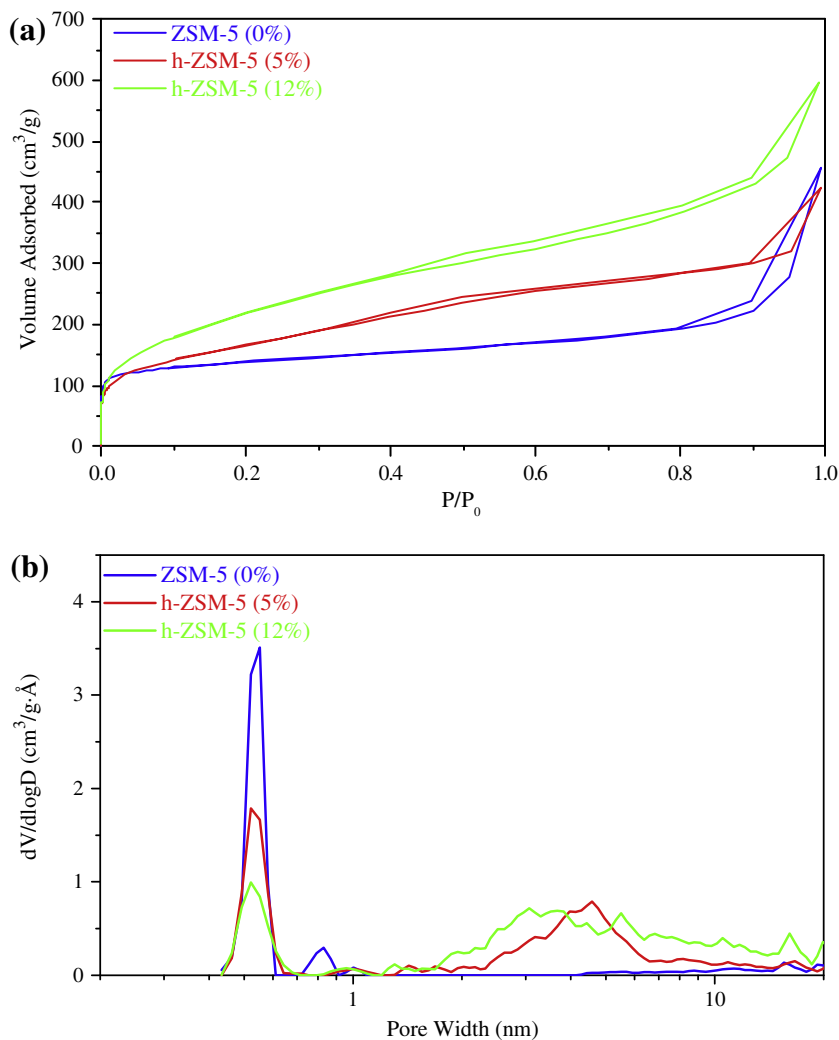 (a)
700
600
500
400
300
200
100
0
Volume Adsorbed (cm³/g)
ZSM-5 (0%)
h-ZSM-5 (5%)
h-ZSM-5 (12%)
0.0 0.2 0.4 0.6 0.8 1.0
P/P₀
(b)
4
3
2
1
0
dV/dlogD (cm³/g·Å)
ZSM-5 (0%)
h-ZSM-5 (5%)
h-ZSM-5 (12%)
1 10
Pore Width (nm)